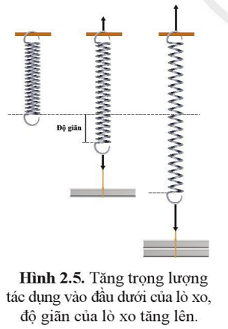 Độ giãn
Hình 2.5. Tăng trọng lượng
tác dụng vào đầu dưới của lò xo,
độ giãn của lò xo tăng lên.